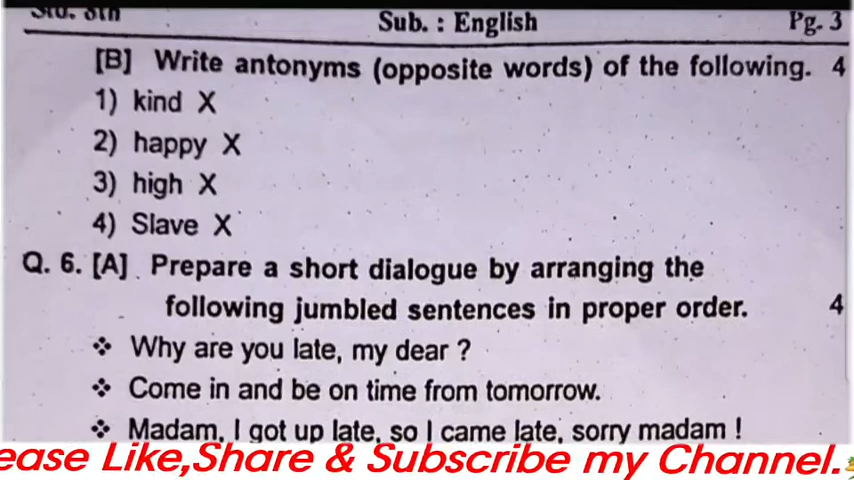 Std. 8th Sub. : English Pg. 3
[B] Write antonyms (opposite words) of the following. 4
1) kind X
2) happy X
3) high X
4) Slave X
Q. 6. [A] Prepare a short dialogue by arranging the
following jumbled sentences in proper order. 4
❖ Why are you late, my dear ?
❖ Come in and be on time from tomorrow.
❖ Madam, I got up late, so I came late, sorry madam !
ease Like,Share & Subscribe my Channel.